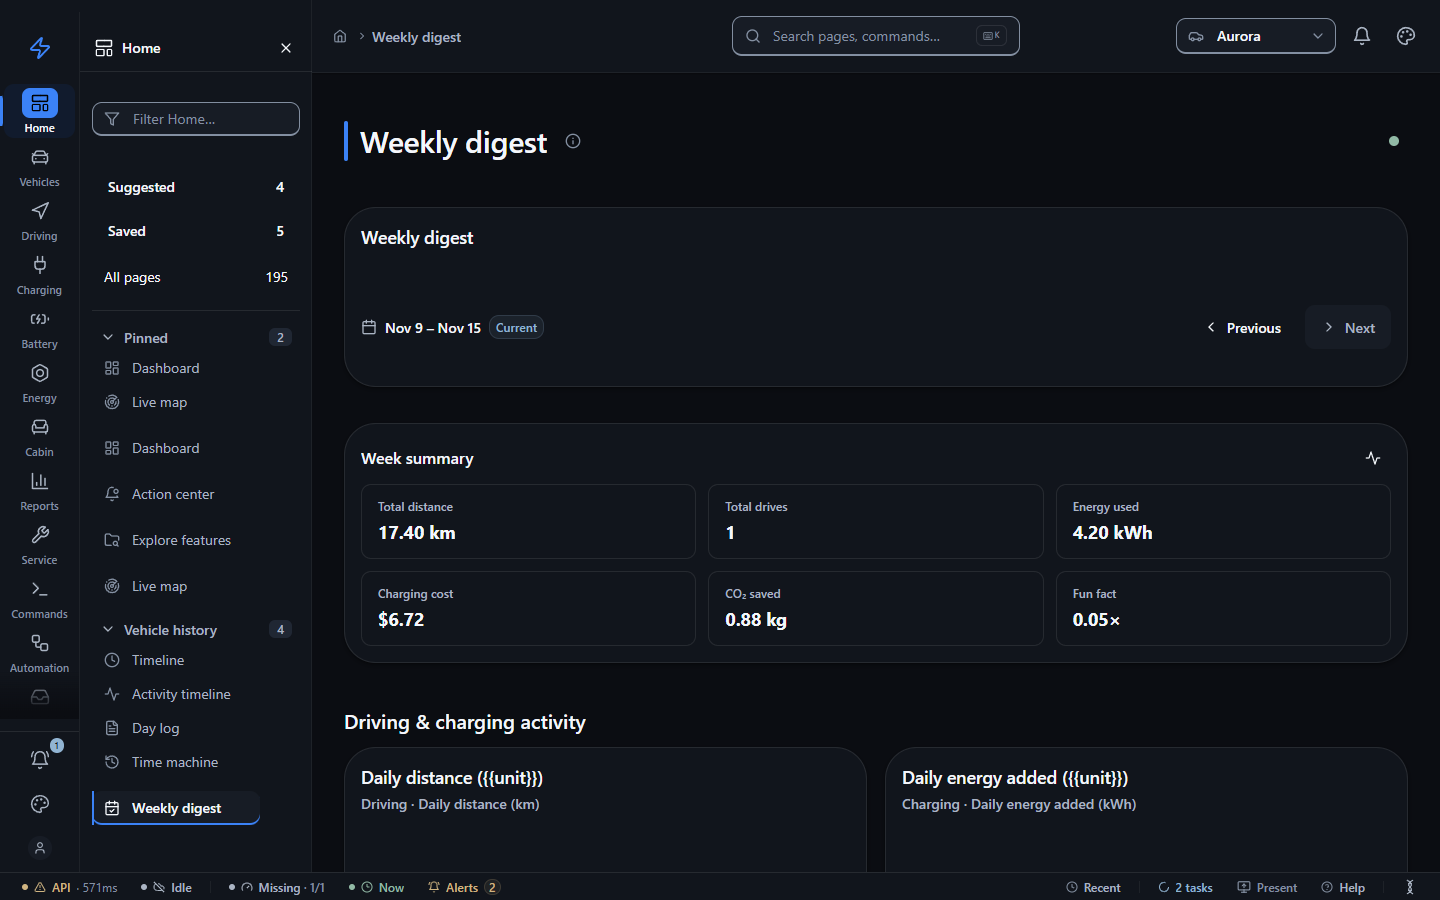 Home
Vehicles
Driving
Charging
Battery
Energy
Cabin
Reports
Service
Commands
Automation
1
Home
Filter Home...
Suggested 4
Saved 5
All pages 195
Pinned 2
Dashboard
Live map
Dashboard
Action center
Explore features
Live map
Vehicle history 4
Timeline
Activity timeline
Day log
Time machine
Weekly digest
Weekly digest
Search pages, commands... K
Aurora
Weekly digest
Weekly digest
Nov 9 – Nov 15 Current
Previous
Next
Week summary
Total distance
17.40 km
Total drives
1
Energy used
4.20 kWh
Charging cost
$6.72
CO₂ saved
0.88 kg
Fun fact
0.05×
Driving & charging activity
Daily distance ({{unit}})
Driving · Daily distance (km)
Daily energy added ({{unit}})
Charging · Daily energy added (kWh)
API · 571ms
Idle
Missing · 1/1
Now
Alerts 2
Recent
2 tasks
Present
Help